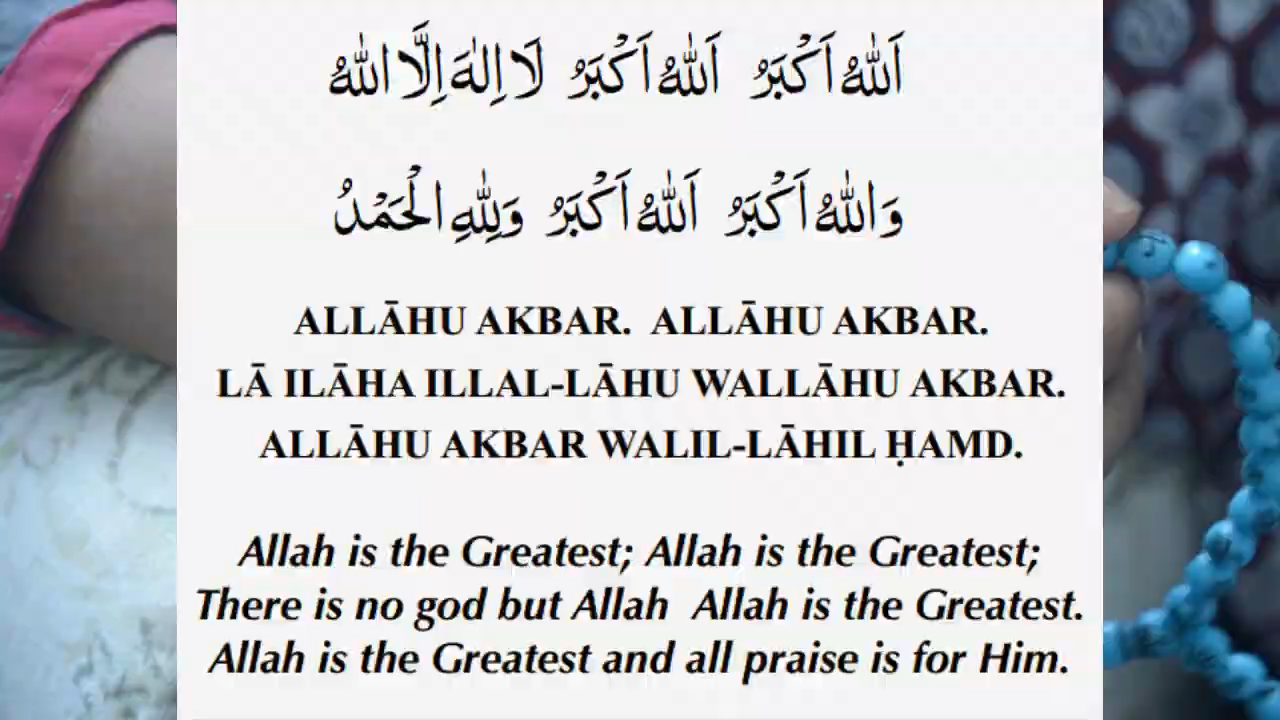 اَللّٰهُ اَكْبَرُ اَللّٰهُ اَكْبَرُ لَا اِلٰهَ اِلَّا اللّٰهُ
وَاللّٰهُ اَكْبَرُ اَللّٰهُ اَكْبَرُ وَلِلّٰهِ الْحَمْدُ
ALLĀHU AKBAR. ALLĀHU AKBAR.
LĀ ILĀHA ILLAL-LĀHU WALLĀHU AKBAR.
ALLĀHU AKBAR WALIL-LĀHIL ḤAMD.
Allah is the Greatest; Allah is the Greatest;
There is no god but Allah Allah is the Greatest.
Allah is the Greatest and all praise is for Him.